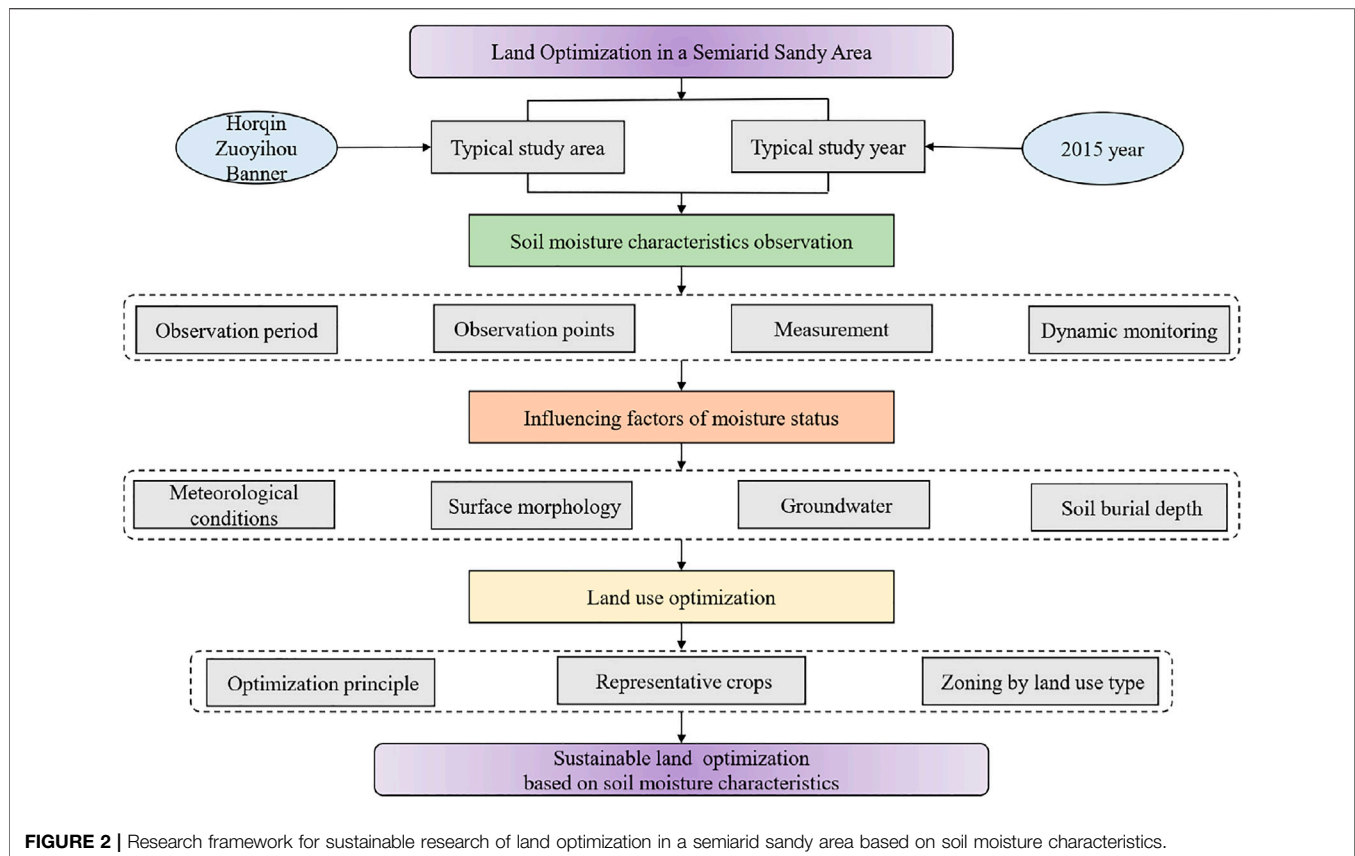 Land Optimization in a Semiarid Sandy Area
Horqin
Zuoyihou
Banner
Typical study area
Typical study year
2015 year
Soil moisture characteristics observation
Observation period
Observation points
Measurement
Dynamic monitoring
Influencing factors of moisture status
Meteorological
conditions
Surface morphology
Groundwater
Soil burial depth
Land use optimization
Optimization principle
Representative crops
Zoning by land use type
Sustainable land optimization
based on soil moisture characteristics
FIGURE 2 | Research framework for sustainable research of land optimization in a semiarid sandy area based on soil moisture characteristics.